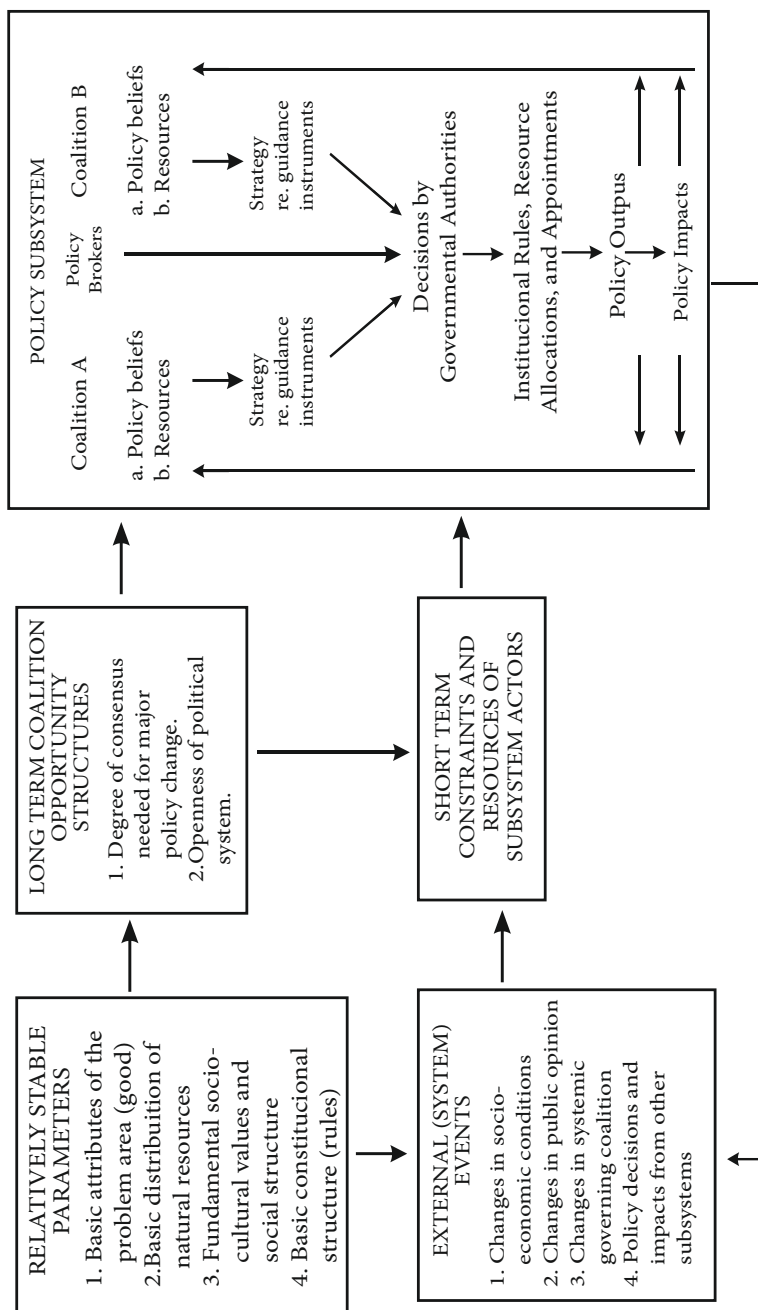 RELATIVELY STABLE
PARAMETERS
1. Basic attributes of the
problem area (good)
2.Basic distribuition of
natural resources
3. Fundamental socio-
cultural values and
social structure
4. Basic constitucional
structure (rules)
EXTERNAL (SYSTEM)
EVENTS
1. Changes in socio-
economic conditions
2. Changes in public opinion
3. Changes in systemic
governing coalition
4. Policy decisions and
impacts from other
subsystems
LONG TERM COALITION
OPPORTUNITY
STRUCTURES
1. Degree of consensus
needed for major
policy change.
2.Openness of political
system.
SHORT TERM
CONSTRAINTS AND
RESOURCES OF
SUBSYSTEM ACTORS
POLICY SUBSYSTEM
Coalition A
a. Policy beliefs
b. Resources
Strategy
re. guidance
instruments
Policy
Brokers
Coalition B
a. Policy beliefs
b. Resources
Strategy
re. guidance
instruments
Decisions by
Governmental Authorities
Institutional Rules, Resource
Allocations, and Appointments
Policy Outpus
Policy Impacts